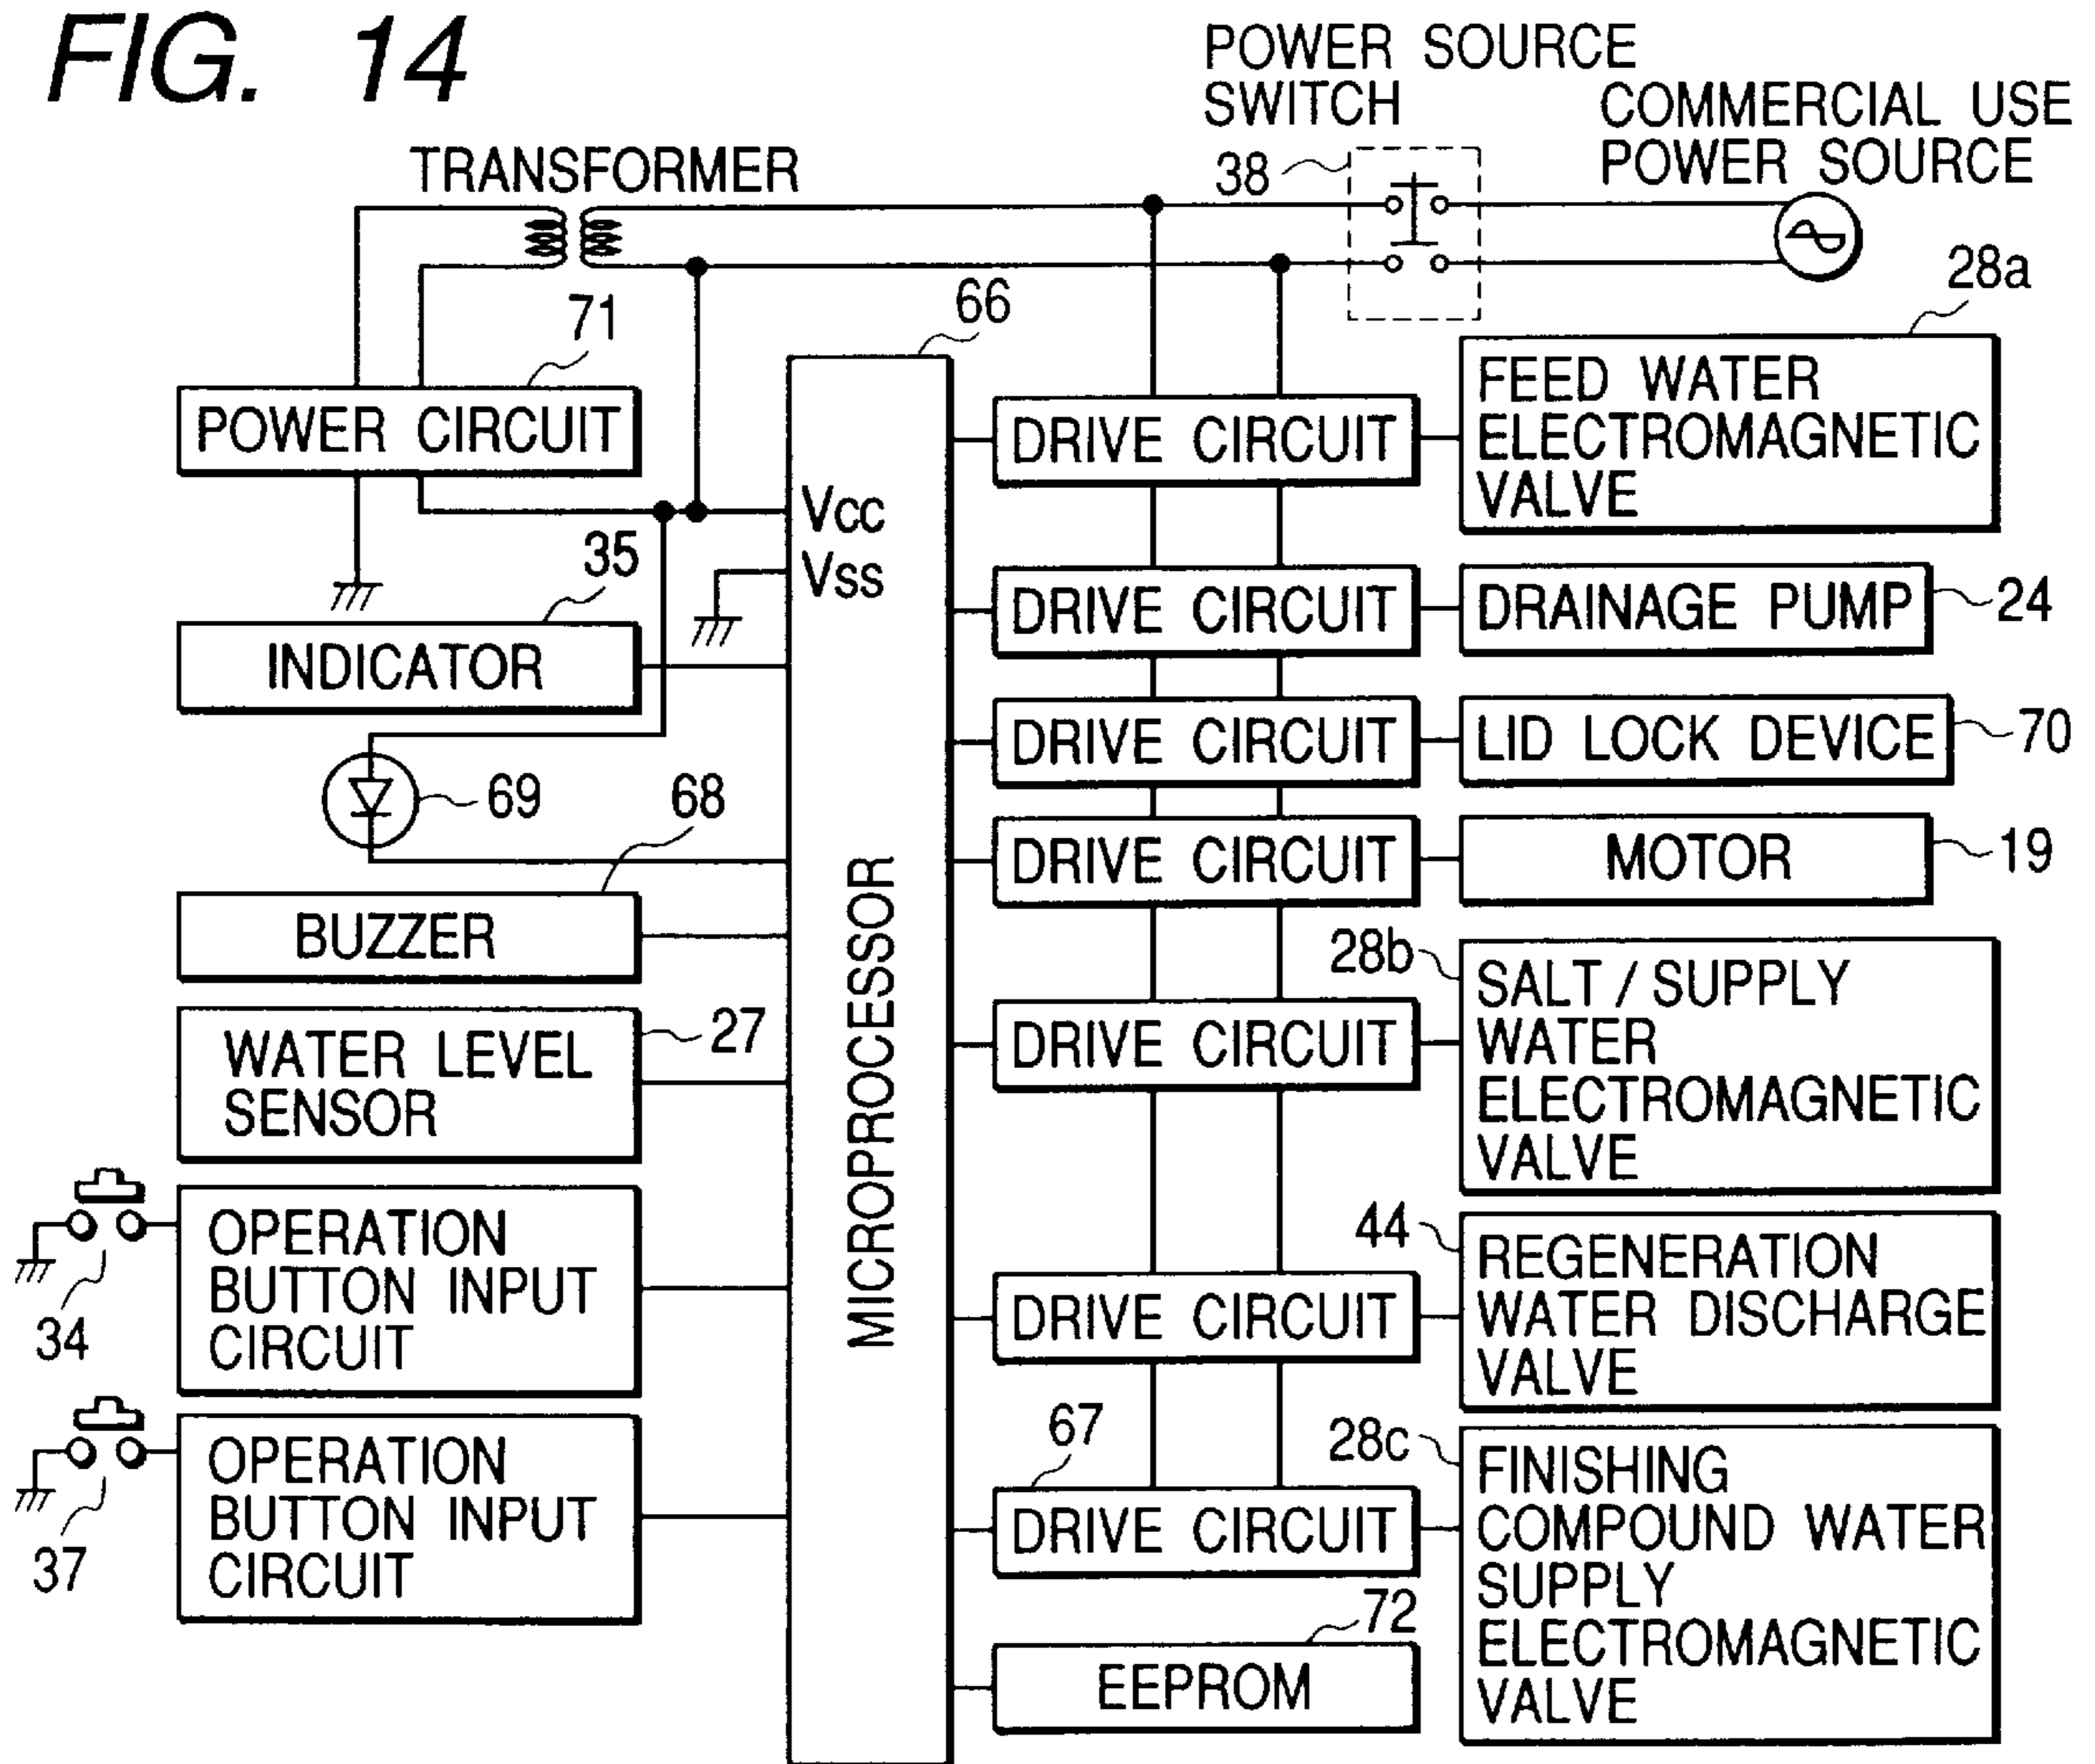 FIG. 14
POWER SOURCE
SWITCH
COMMERCIAL USE
POWER SOURCE
TRANSFORMER
38
28a
71
66
POWER CIRCUIT
DRIVE CIRCUIT
FEED WATER
ELECTROMAGNETIC
VALVE
Vcc
Vss
35
INDICATOR
DRIVE CIRCUIT
DRAINAGE PUMP
24
DRIVE CIRCUIT
LID LOCK DEVICE
70
69
68
DRIVE CIRCUIT
MOTOR
19
BUZZER
MICROPROCESSOR
28b
SALT / SUPPLY
WATER
ELECTROMAGNETIC
VALVE
DRIVE CIRCUIT
WATER LEVEL
SENSOR
27
OPERATION
BUTTON INPUT
CIRCUIT
34
44
REGENERATION
WATER DISCHARGE
VALVE
DRIVE CIRCUIT
OPERATION
BUTTON INPUT
CIRCUIT
37
67
DRIVE CIRCUIT
28c
FINISHING
COMPOUND WATER
SUPPLY
ELECTROMAGNETIC
VALVE
72
EEPROM